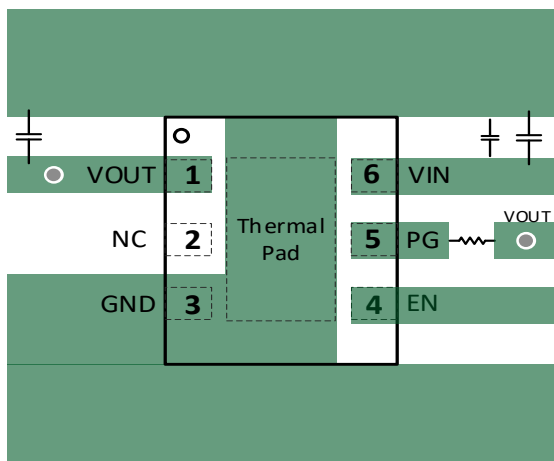 VOUT 1
6 VIN
NC 2
Thermal
Pad
5 PG
VOUT
GND 3
4 EN